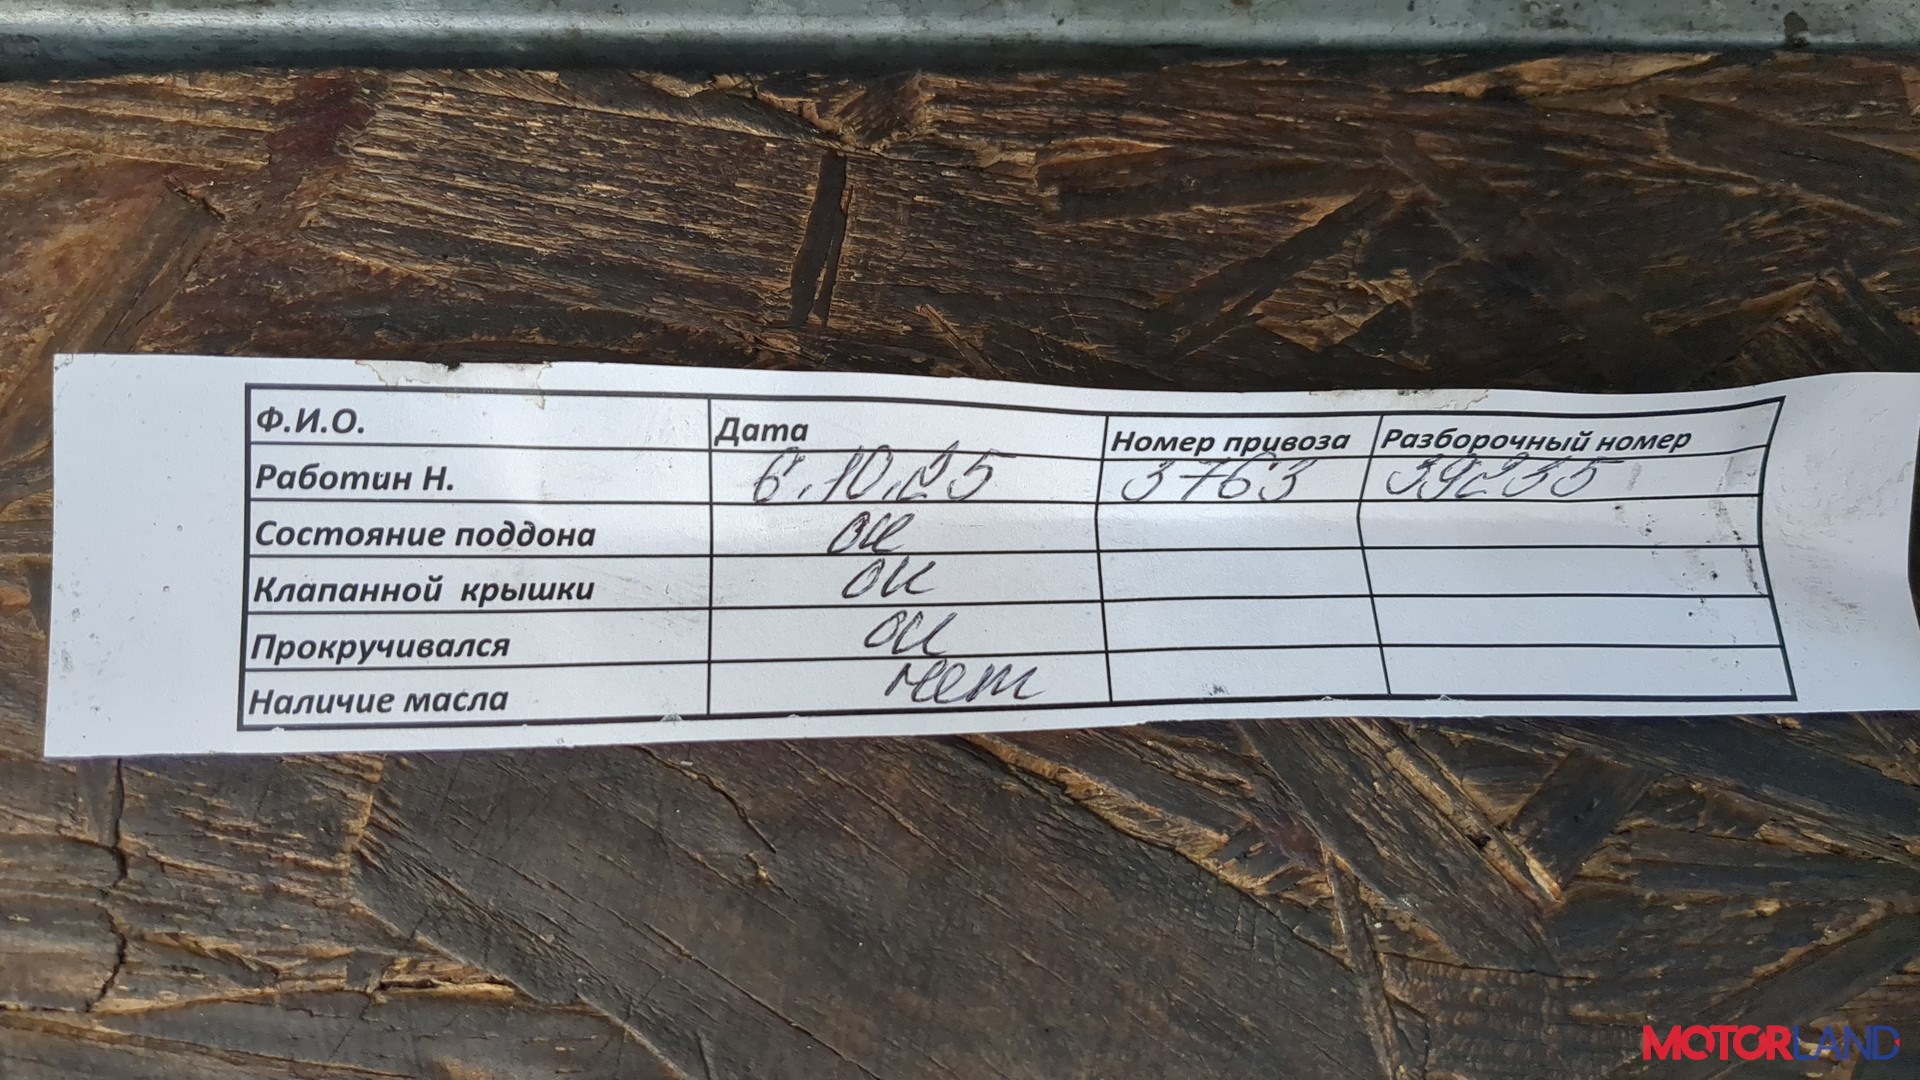 Ф.И.О. Дата Номер привоза Разборочный номер
Работин Н. 6.10.25 3763 39235
Состояние поддона ок
Клапанной крышки ок
Прокручивался ок
Наличие масла нет
MOTORLAND